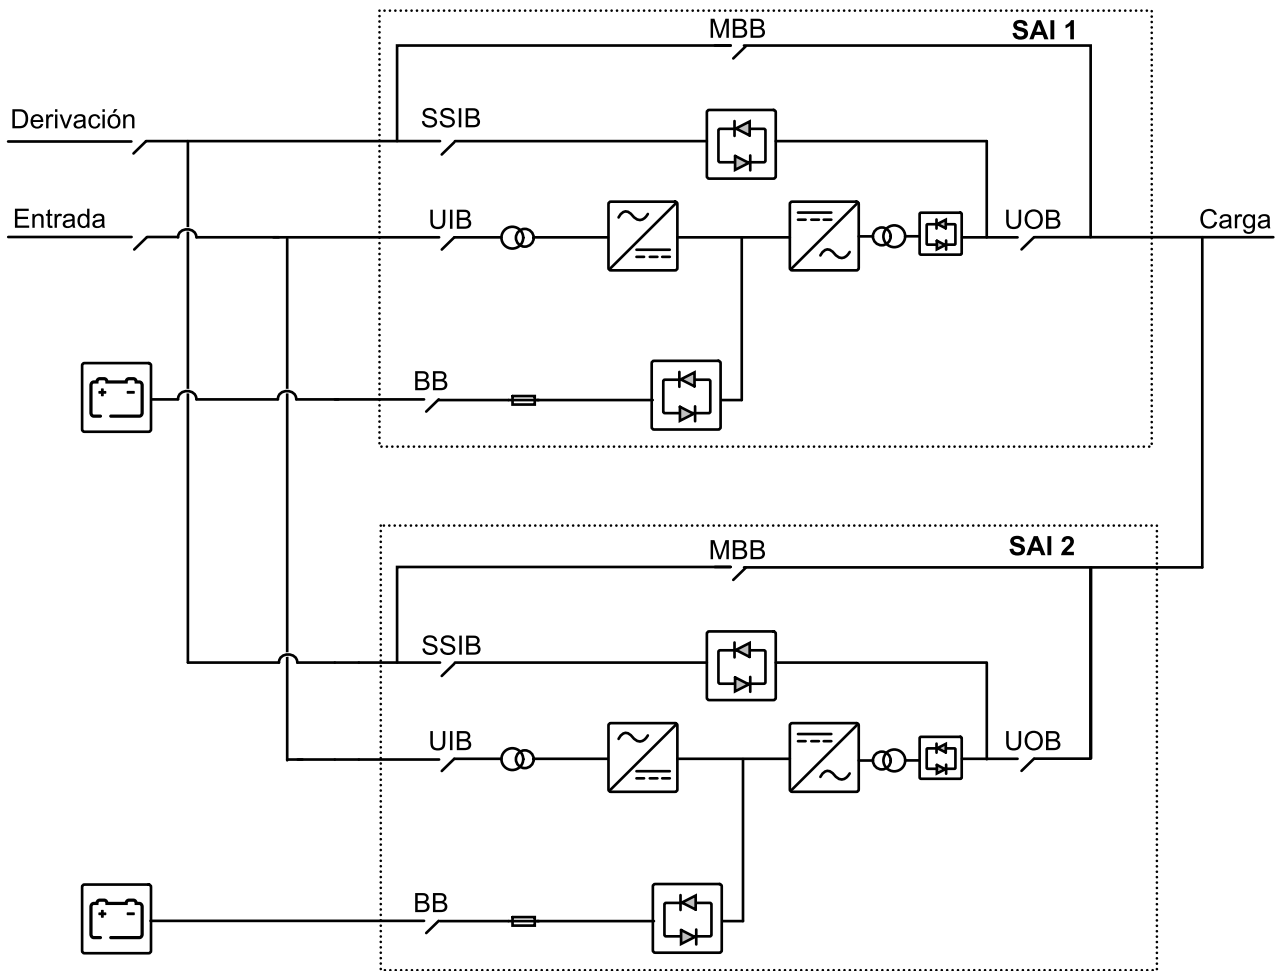 MBB
SAI 1
Derivación
SSIB
Entrada
UIB
UOB
Carga
BB
MBB
SAI 2
SSIB
UIB
UOB
BB